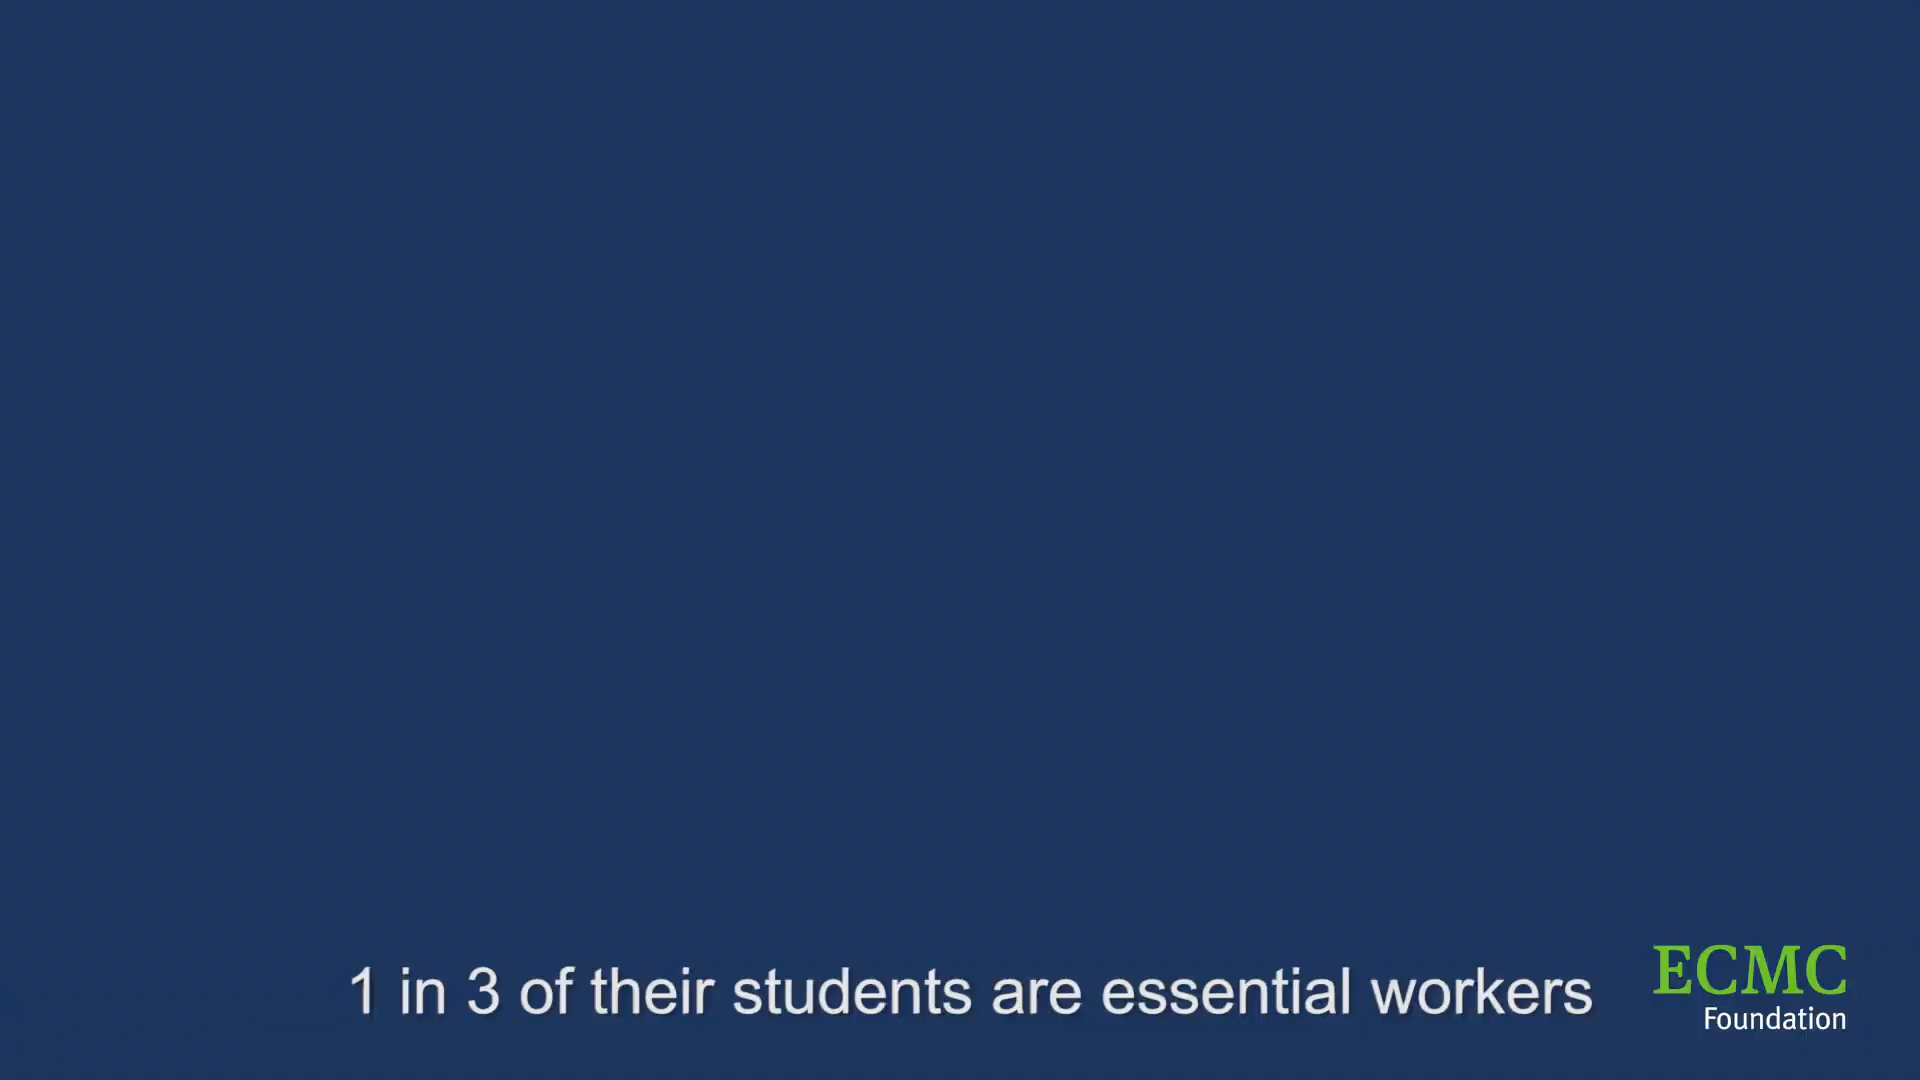 1 in 3 of their students are essential workers
ECMC
Foundation